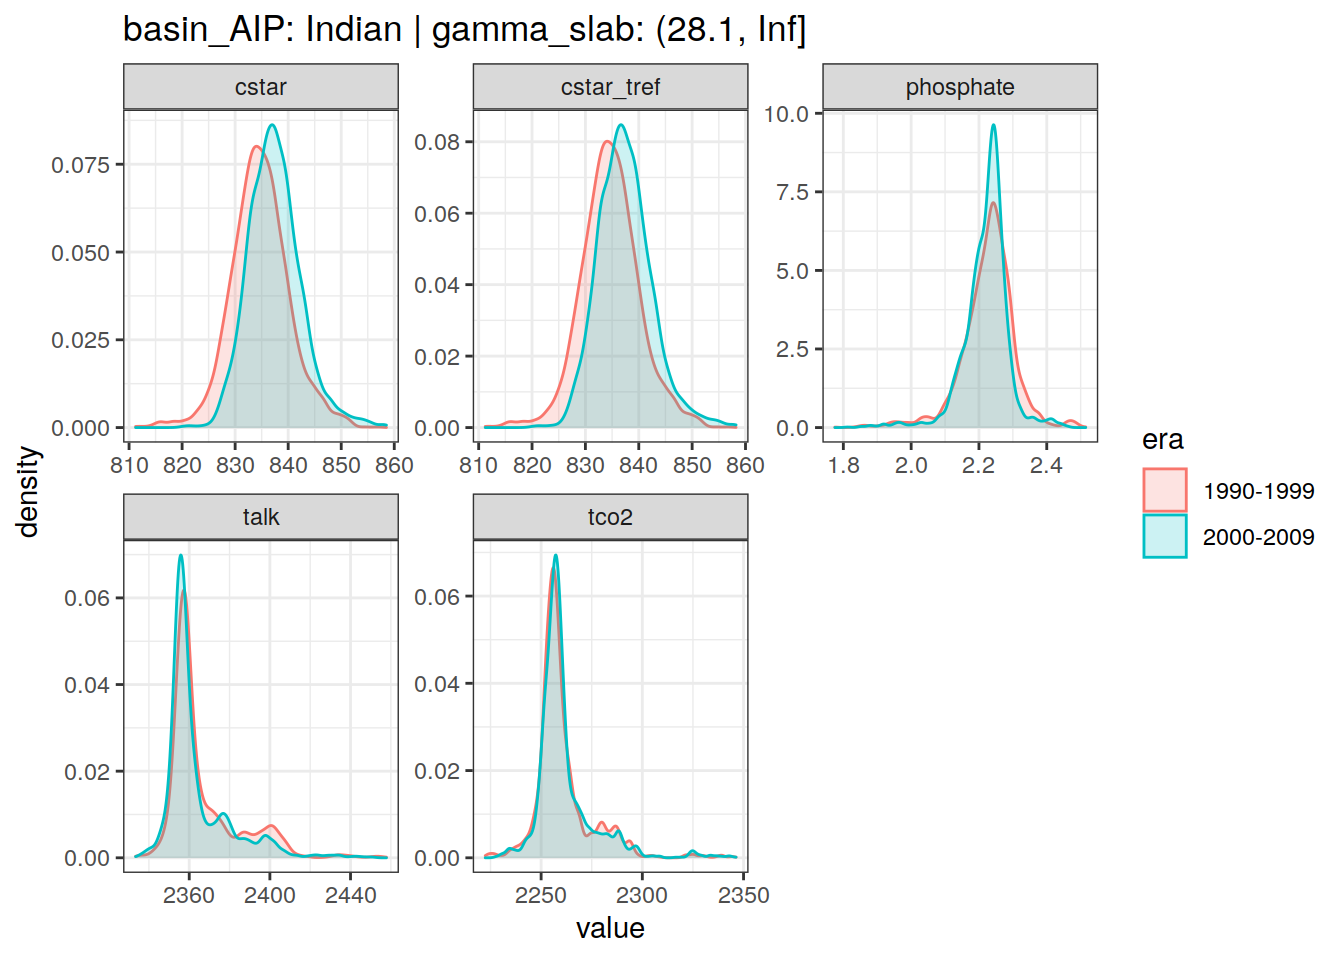 basin_AIP: Indian | gamma_slab: (28.1, Inf]
cstar
cstar_tref
phosphate
0.075
0.050
0.025
0.000
810 820 830 840 850 860
0.08
0.06
0.04
0.02
0.00
810 820 830 840 850 860
10.0
7.5
5.0
2.5
0.0
1.8 2.0 2.2 2.4
talk
tco2
0.06
0.04
0.02
0.00
2360 2400 2440
0.06
0.04
0.02
0.00
2250 2300 2350
density
value
era
1990-1999
2000-2009